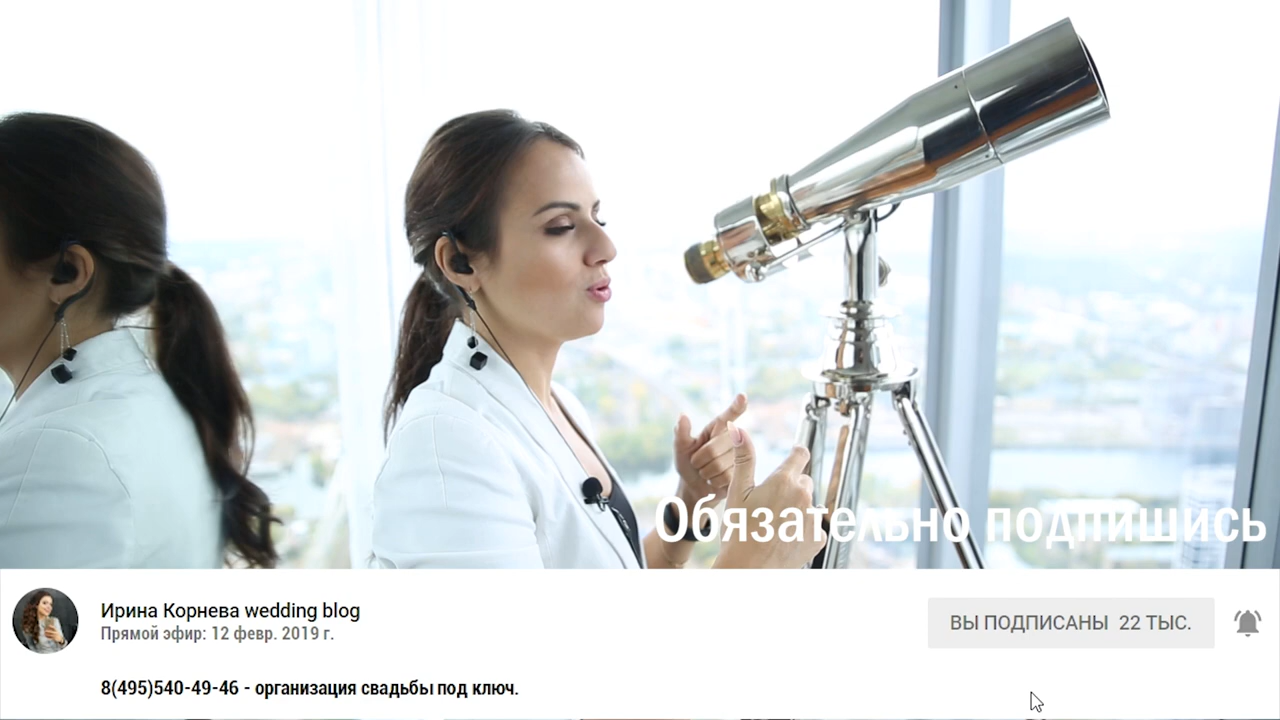 Обязательно подпишись
Ирина Корнева wedding blog
Прямой эфир: 12 февр. 2019 г.
ВЫ ПОДПИСАНЫ 22 ТЫС.
8(495)540-49-46 - организация свадьбы под ключ.